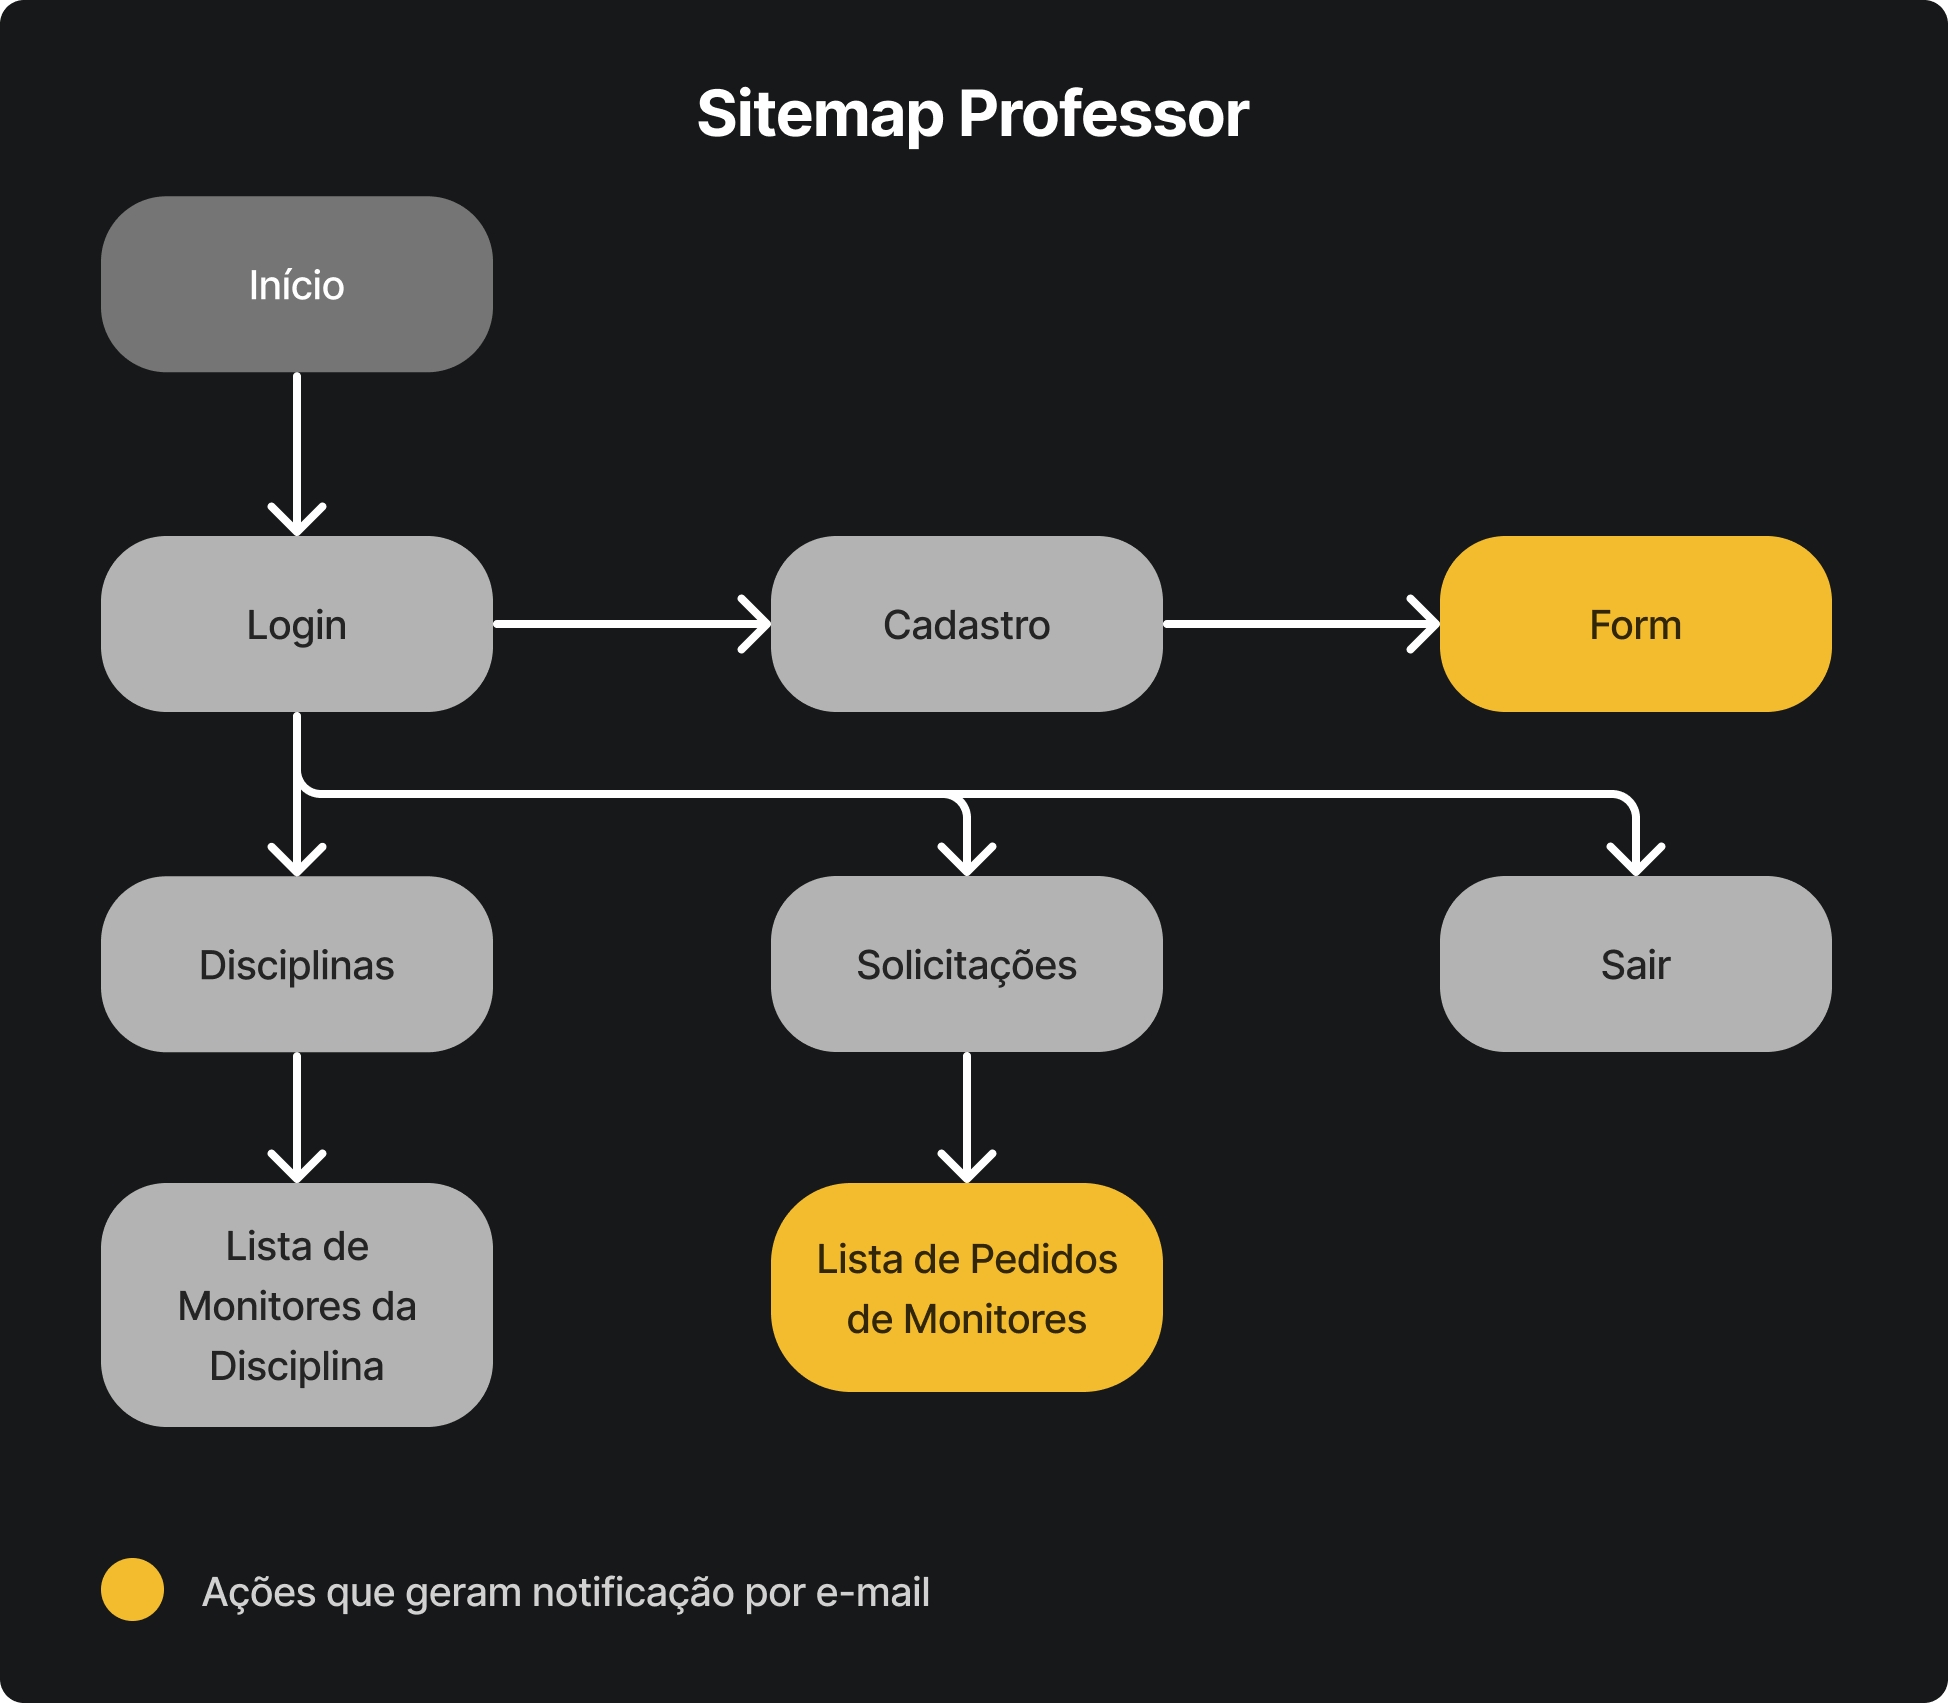 Sitemap Professor
Início
Login
Cadastro
Form
Disciplinas
Solicitações
Sair
Lista de
Monitores da
Disciplina
Lista de Pedidos
de Monitores
Ações que geram notificação por e-mail